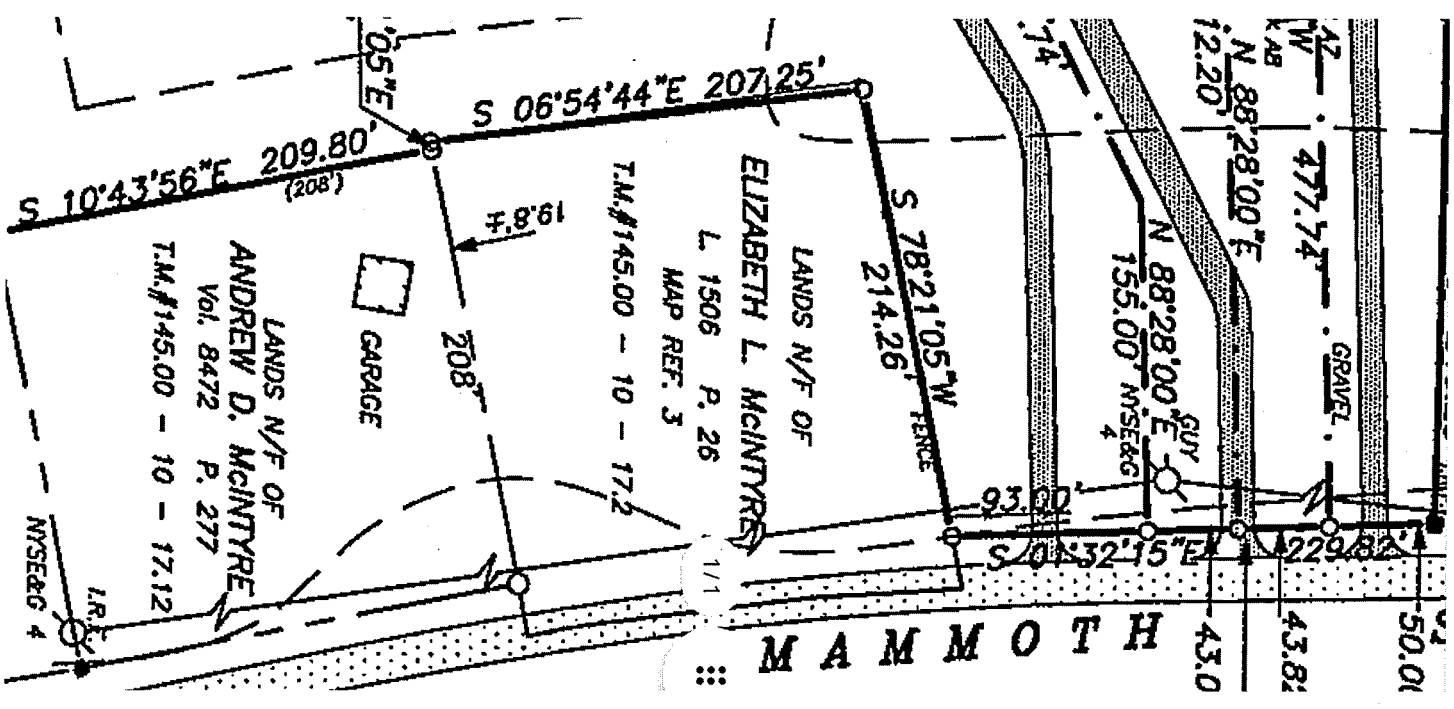 '05"E
S 06°54'44"E 207.25'
S 10°43'56"E 209.80'
(208')
19.8'±
208'
GARAGE
LANDS N/F OF
ANDREW D. McINTYRE
Vol. 8472 P. 277
T.M.#145.00 - 10 - 17.12
NYSE&G 4
I.R.F.
LANDS N/F OF
ELIZABETH L. McINTYRE
L. 1506 P. 26
MAP REF. 3
T.M.#145.00 - 10 - 17.2
S 78°21'05"W
214.26'
FENCE
.74'
N 88°28'00"E
155.00'
NYSE&G
4
GUY
N 88°28'00"E
12.20'
AZ
"W
477.74'
GRAVEL
93.00'
229.8
43.0
43.82
50.00
MAMMOTH
1/1